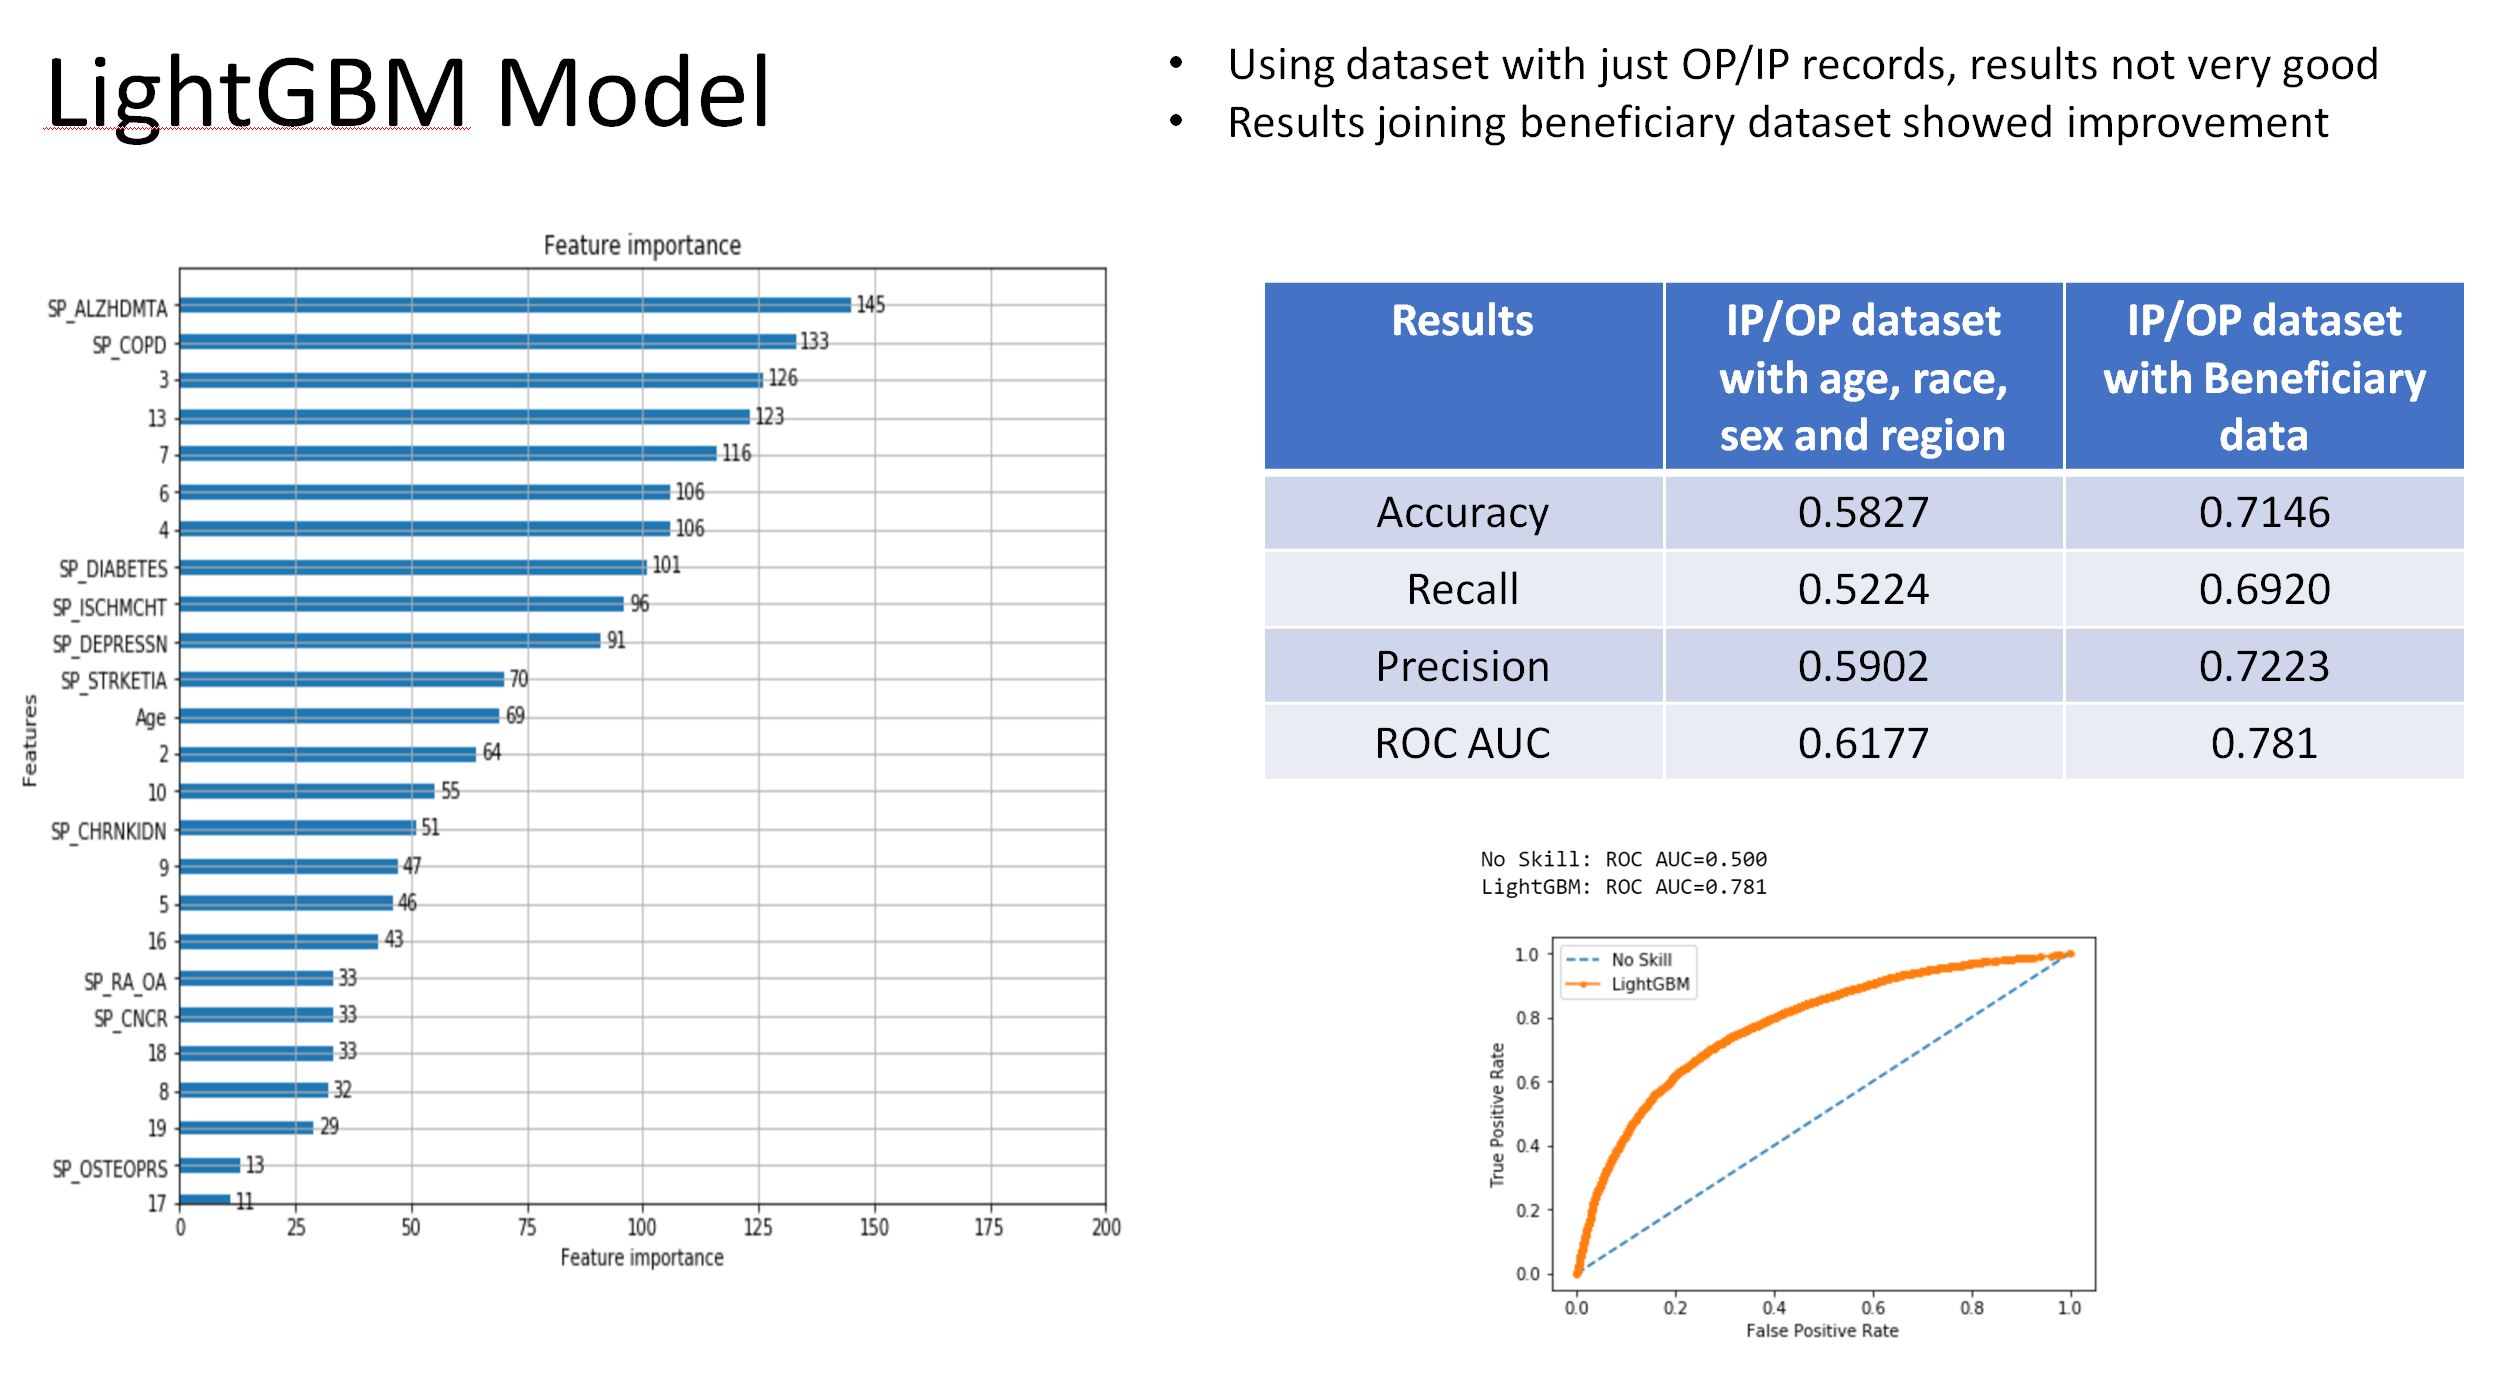 LightGBM Model
• Using dataset with just OP/IP records, results not very good
• Results joining beneficiary dataset showed improvement
Feature importance
Features
SP_ALZHDMTA 145
SP_COPD 133
3 126
13 123
7 116
6 106
4 106
SP_DIABETES 101
SP_ISCHMCHT 96
SP_DEPRESSN 91
SP_STRKETIA 70
Age 69
2 64
10 55
SP_CHRNKIDN 51
9 47
5 46
16 43
SP_RA_OA 33
SP_CNCR 33
18 33
8 32
19 29
SP_OSTEOPRS 13
17 11
0 25 50 75 100 125 150 175 200
Feature importance
Results
IP/OP dataset
with age, race,
sex and region
IP/OP dataset
with Beneficiary
data
Accuracy 0.5827 0.7146
Recall 0.5224 0.6920
Precision 0.5902 0.7223
ROC AUC 0.6177 0.781
No Skill: ROC AUC=0.500
LightGBM: ROC AUC=0.781
No Skill
LightGBM
True Positive Rate
1.0
0.8
0.6
0.4
0.2
0.0
0.0 0.2 0.4 0.6 0.8 1.0
False Positive Rate